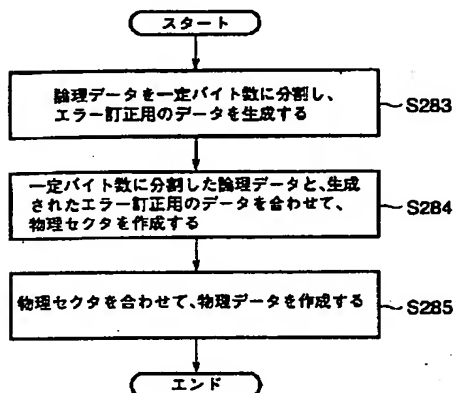 スタート
論理データを一定バイト数に分割し、
エラー訂正用のデータを生成する
S283
一定バイト数に分割した論理データと、生成
されたエラー訂正用のデータを合わせて、
物理セクタを作成する
S284
物理セクタを合わせて、物理データを作成する
S285
エンド